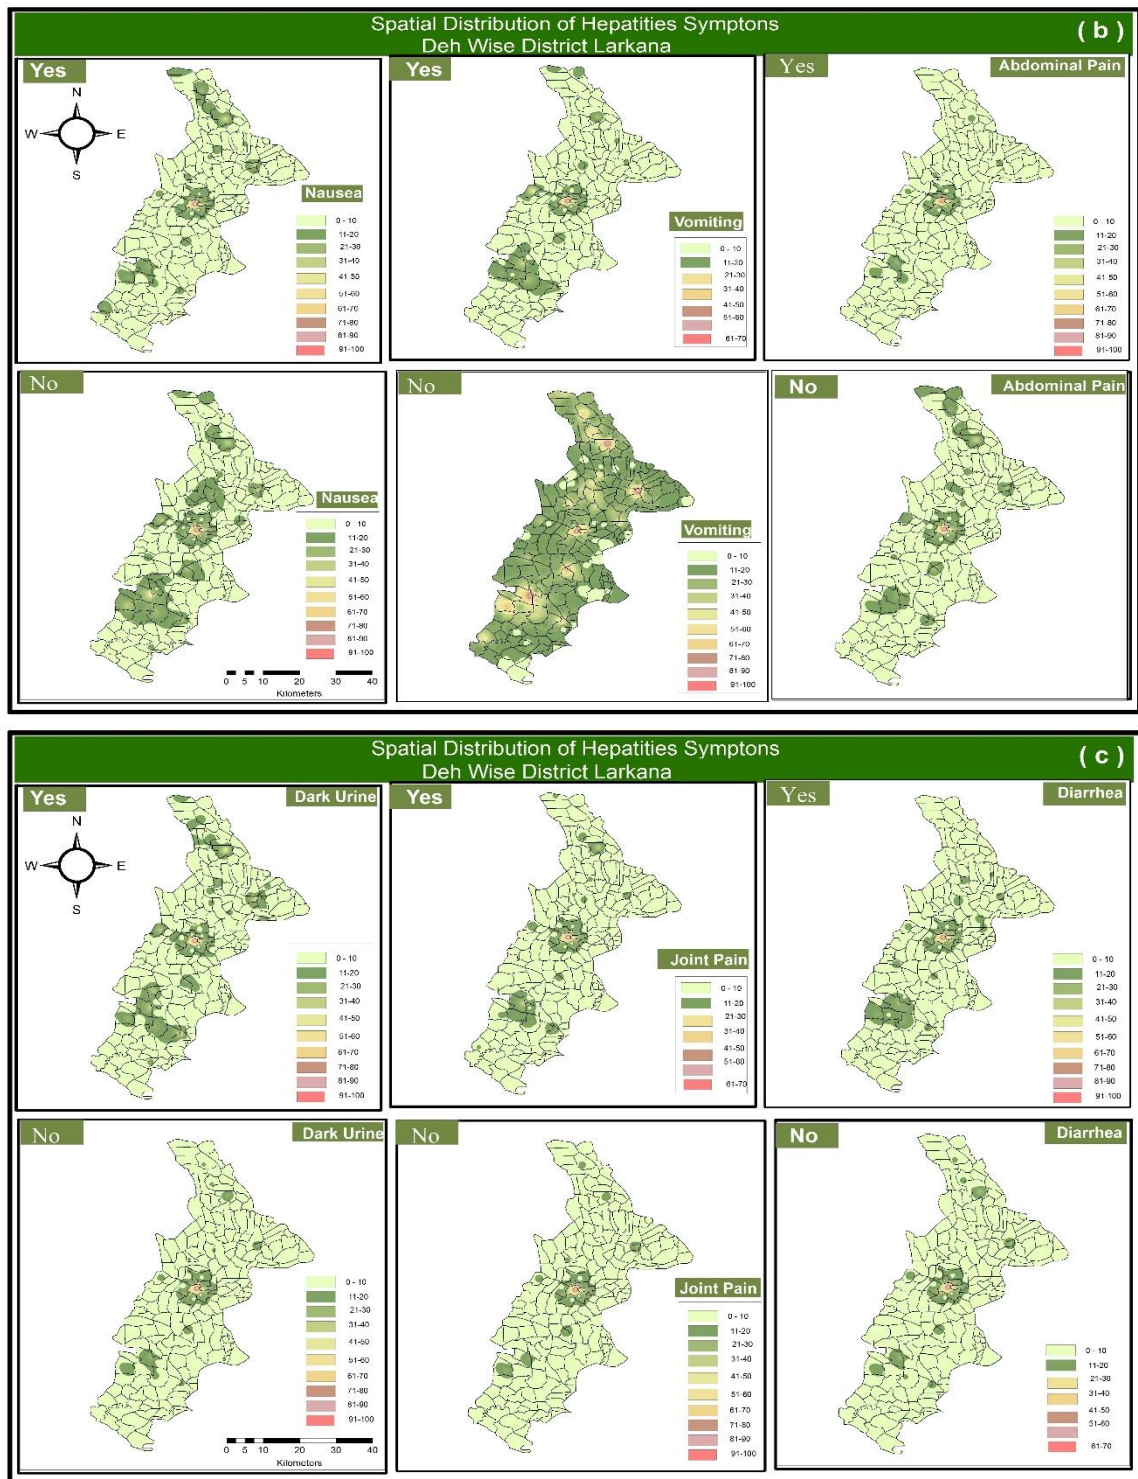 Spatial Distribution of Hepatities Symptons
Deh Wise District Larkana
( b )
Yes
N
W
E
S
Nausea
0 - 10
11-20
21-30
31-40
41-50
51-60
61-70
71-80
81-90
91-100
Yes
Vomiting
0 - 10
11-20
21-30
31-40
41-50
51-60
61-70
Yes
Abdominal Pain
0 - 10
11-20
21-30
31-40
41-50
51-60
61-70
71-80
81-90
91-100
No
Nausea
0 - 10
11-20
21-30
31-40
41-50
51-60
61-70
71-80
81-90
91-100
0 5 10 20 30 40
Kilometers
No
Vomiting
0 - 10
11-20
21-30
31-40
41-50
51-60
61-70
71-80
81-90
91-100
No
Abdominal Pain
Spatial Distribution of Hepatities Symptons
Deh Wise District Larkana
( c )
Yes
Dark Urine
N
W
E
S
0 - 10
11-20
21-30
31-40
41-50
51-60
61-70
71-80
81-90
91-100
Yes
Joint Pain
0 - 10
11-20
21-30
31-40
41-50
51-60
61-70
Yes
Diarrhea
0 - 10
11-20
21-30
31-40
41-50
51-60
61-70
71-80
81-90
91-100
No
Dark Urine
0 - 10
11-20
21-30
31-40
41-50
51-60
61-70
71-80
81-90
91-100
0 5 10 20 30 40
Kilometers
No
Joint Pain
0 - 10
11-20
21-30
31-40
41-50
51-60
61-70
71-80
81-90
91-100
No
Diarrhea
0 - 10
11-20
21-30
31-40
41-50
51-60
61-70